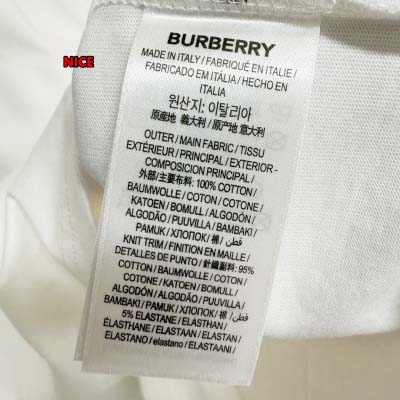 NICE
BURBERRY
MADE IN ITALY / FABRIQUÉ EN ITALIE /
FABRICADO EM ITÁLIA / HECHO EN
ITALIA
원산지: 이탈리아
原産地 義大利 / 原产地 意大利
OUTER / MAIN FABRIC / TISSU
EXTÉRIEUR / PRINCIPAL / EXTERIOR -
COMPOSICION PRINCIPAL /
外部/主要布料: 100% COTTON /
BAUMWOLLE / COTON / COTONE /
KATOEN / BOMULL / ALGODÓN /
ALGODÃO / PUUVILLA / BAMBAKI /
PAMUK / ХЛОПОК / 棉 / قطن /
KNIT TRIM / FINITION EN MAILLE /
DETALLES DE PUNTO / 針織副料: 95%
COTTON / BAUMWOLLE / COTON /
COTONE / KATOEN / BOMULL /
ALGODÓN / ALGODÃO / PUUVILLA /
BAMBAKI / PAMUK / ХЛОПОК / 棉 / قطن /
5% ELASTANE / ELASTHAN /
ÉLASTHANE / ELASTAAN / ELASTAN /
ELASTANO / elastano / ELASTAANI /